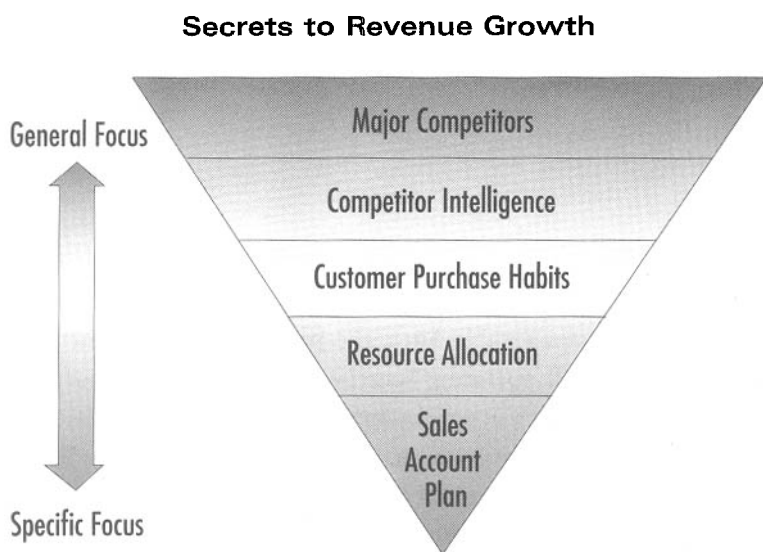 Secrets to Revenue Growth
General Focus
Major Competitors
Competitor Intelligence
Customer Purchase Habits
Resource Allocation
Sales
Account
Plan
Specific Focus